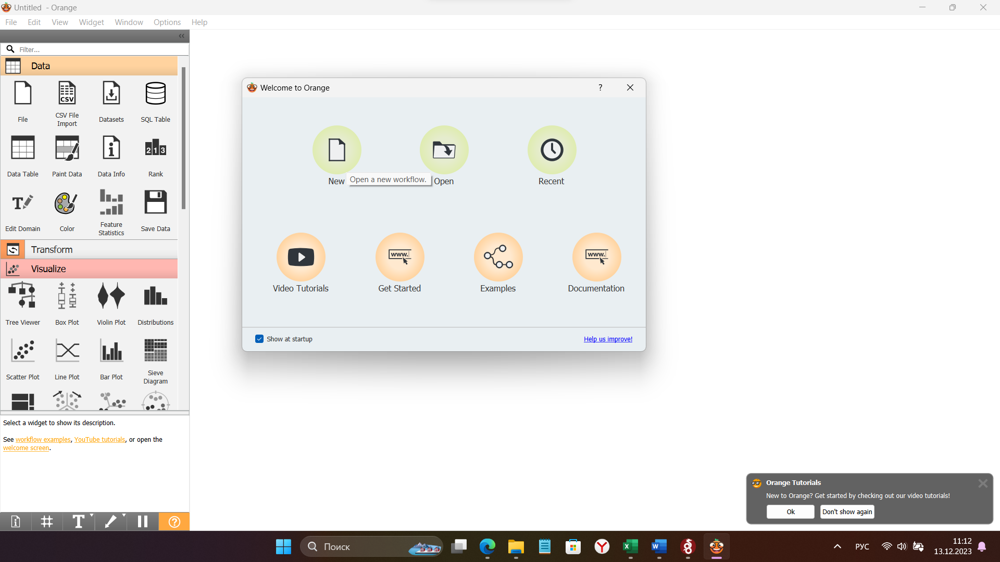 Untitled - Orange
File Edit View Widget Window Options Help
«
Filter...
Data
File
CSV
CSV File
Import
Datasets
SQL Table
Data Table
Paint Data
Data Info
213
Rank
T
Edit Domain
Color
Feature
Statistics
Save Data
Transform
Visualize
Tree Viewer
Box Plot
Violin Plot
Distributions
Scatter Plot
Line Plot
Bar Plot
Sieve
Diagram
Select a widget to show its description.
See workflow examples, YouTube tutorials, or open the
welcome screen.
Welcome to Orange
?
New
Open a new workflow.
Open
Recent
Video Tutorials
www.
Get Started
Examples
www.
Documentation
Show at startup
Help us improve!
Orange Tutorials
New to Orange? Get started by checking out our video tutorials!
Ok
Don't show again
T
?
Поиск
РУС
11:12
13.12.2023